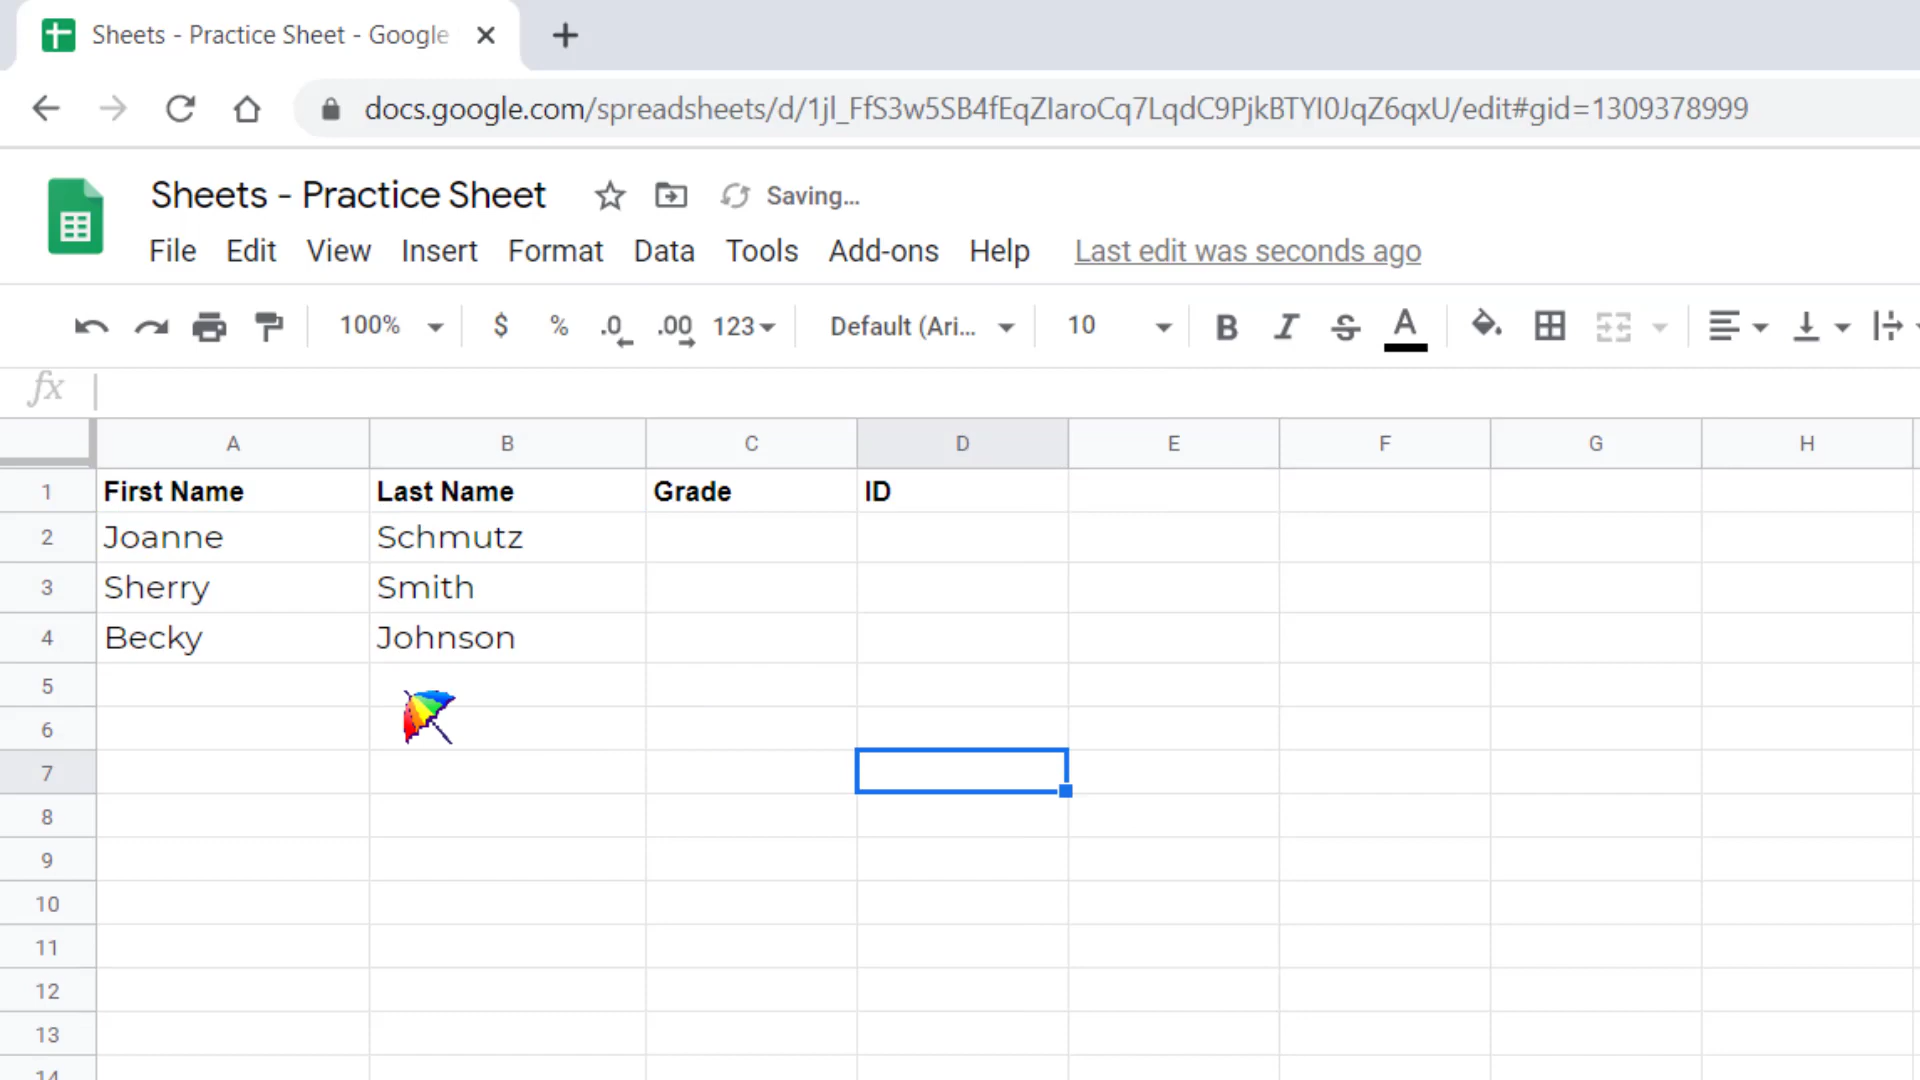 Sheets - Practice Sheet - Google
docs.google.com/spreadsheets/d/1jl_FfS3w5SB4fEqZIaroCq7LqdC9PjkBTYI0JqZ6qxU/edit#gid=1309378999
Sheets - Practice Sheet Saving...
File Edit View Insert Format Data Tools Add-ons Help Last edit was seconds ago
100% $ % .0 .00 123 Default (Ari... 10 B I S A
fx
A B C D E F G H
1 First Name Last Name Grade ID
2 Joanne Schmutz
3 Sherry Smith
4 Becky Johnson
5
6
7
8
9
10
11
12
13
14